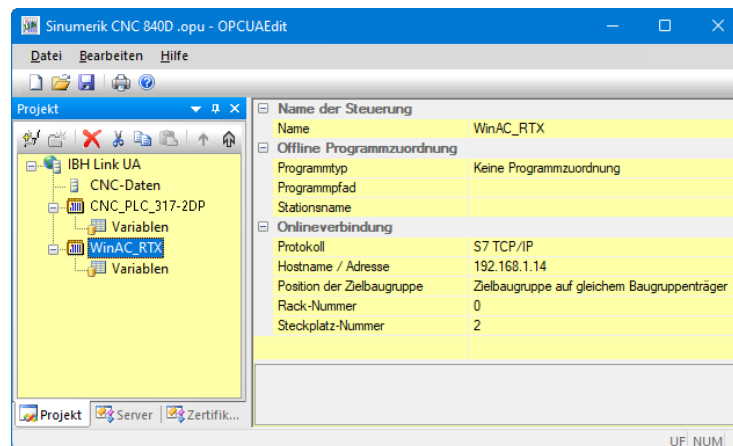 Sinumerik CNC 840D .opu - OPCUAEdit
Datei Bearbeiten Hilfe
Projekt
IBH Link UA
CNC-Daten
CNC_PLC_317-2DP
Variablen
WinAC_RTX
Variablen
Projekt Server Zertifik...
Name der Steuerung
Name WinAC_RTX
Offline Programmzuordnung
Programmtyp Keine Programmzuordnung
Programmpfad
Stationsname
Onlineverbindung
Protokoll S7 TCP/IP
Hostname / Adresse 192.168.1.14
Position der Zielbaugruppe Zielbaugruppe auf gleichem Baugruppenträger
Rack-Nummer 0
Steckplatz-Nummer 2
UF NUM